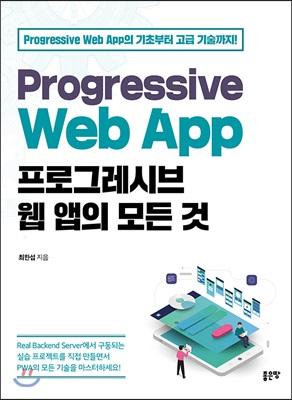 Progressive Web App의 기초부터 고급 기술까지!
Progressive
Web App
프로그레시브
웹 앱의 모든 것
최민섭 지음
Real Backend Server에서 구동되는
실습 프로젝트를 직접 만들면서
PWA의 모든 기술을 마스터하세요!
좋은땅